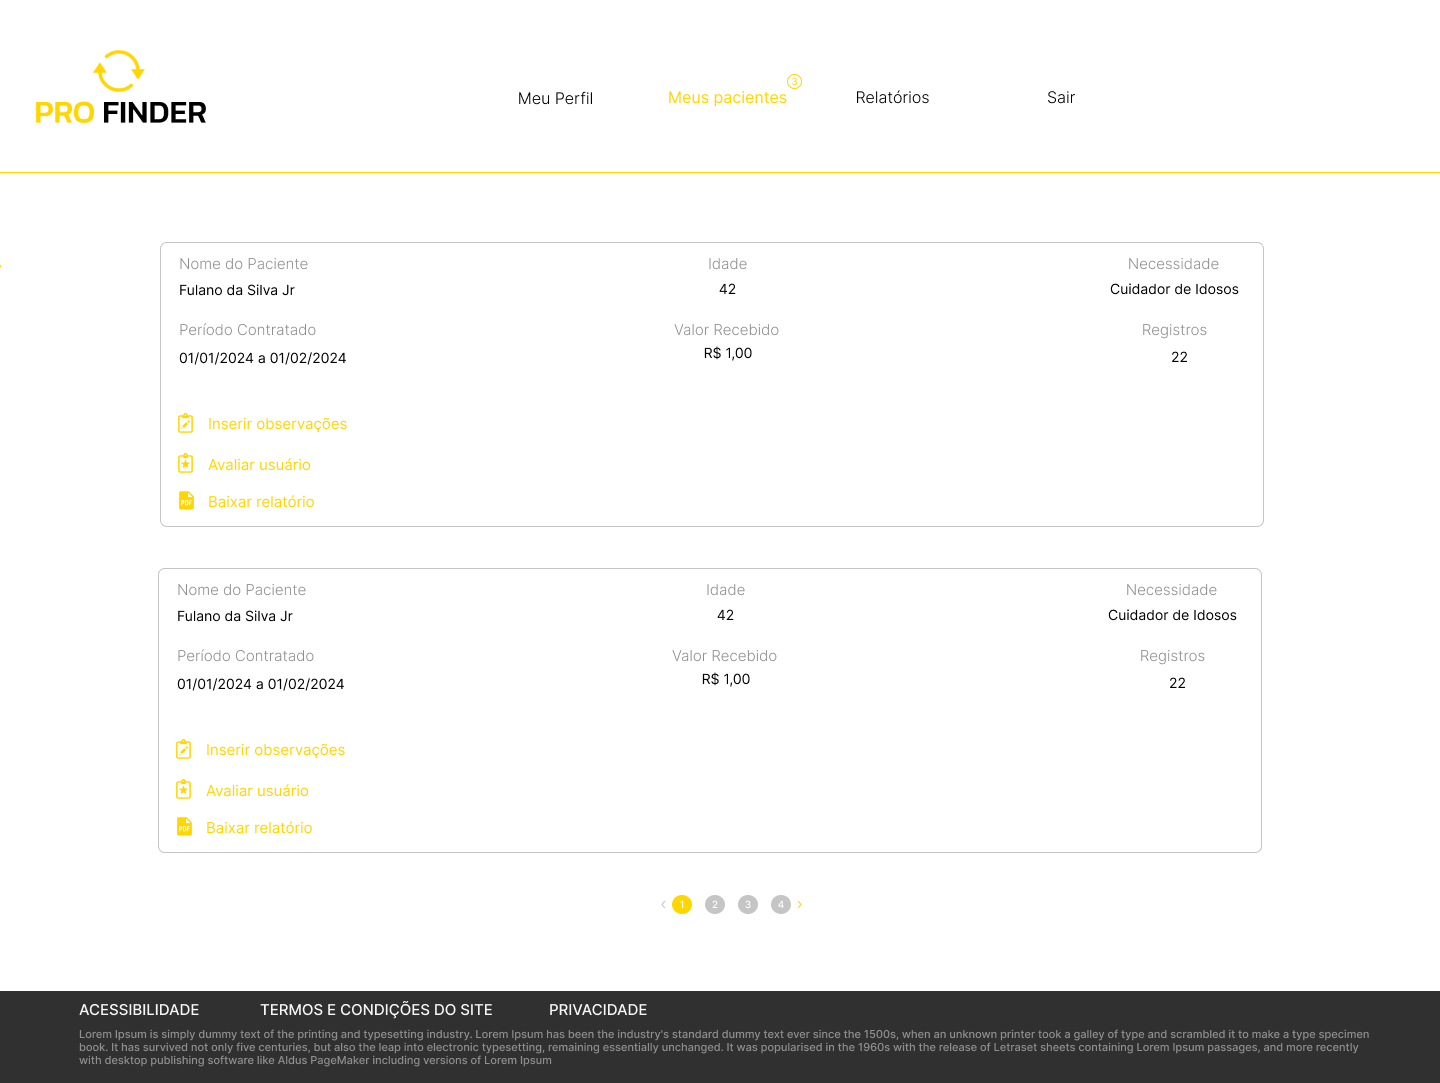 PRO FINDER
Meu Perfil
Meus pacientes 3
Relatórios
Sair
Nome do Paciente
Idade
Necessidade
Fulano da Silva Jr
42
Cuidador de Idosos
Período Contratado
Valor Recebido
Registros
01/01/2024 a 01/02/2024
R$ 1,00
22
Inserir observações
Avaliar usuário
PDF Baixar relatório
Nome do Paciente
Idade
Necessidade
Fulano da Silva Jr
42
Cuidador de Idosos
Período Contratado
Valor Recebido
Registros
01/01/2024 a 01/02/2024
R$ 1,00
22
Inserir observações
Avaliar usuário
PDF Baixar relatório
‹ 1 2 3 4 ›
ACESSIBILIDADE
TERMOS E CONDIÇÕES DO SITE
PRIVACIDADE
Lorem Ipsum is simply dummy text of the printing and typesetting industry. Lorem Ipsum has been the industry's standard dummy text ever since the 1500s, when an unknown printer took a galley of type and scrambled it to make a type specimen
book. It has survived not only five centuries, but also the leap into electronic typesetting, remaining essentially unchanged. It was popularised in the 1960s with the release of Letraset sheets containing Lorem Ipsum passages, and more recently
with desktop publishing software like Aldus PageMaker including versions of Lorem Ipsum